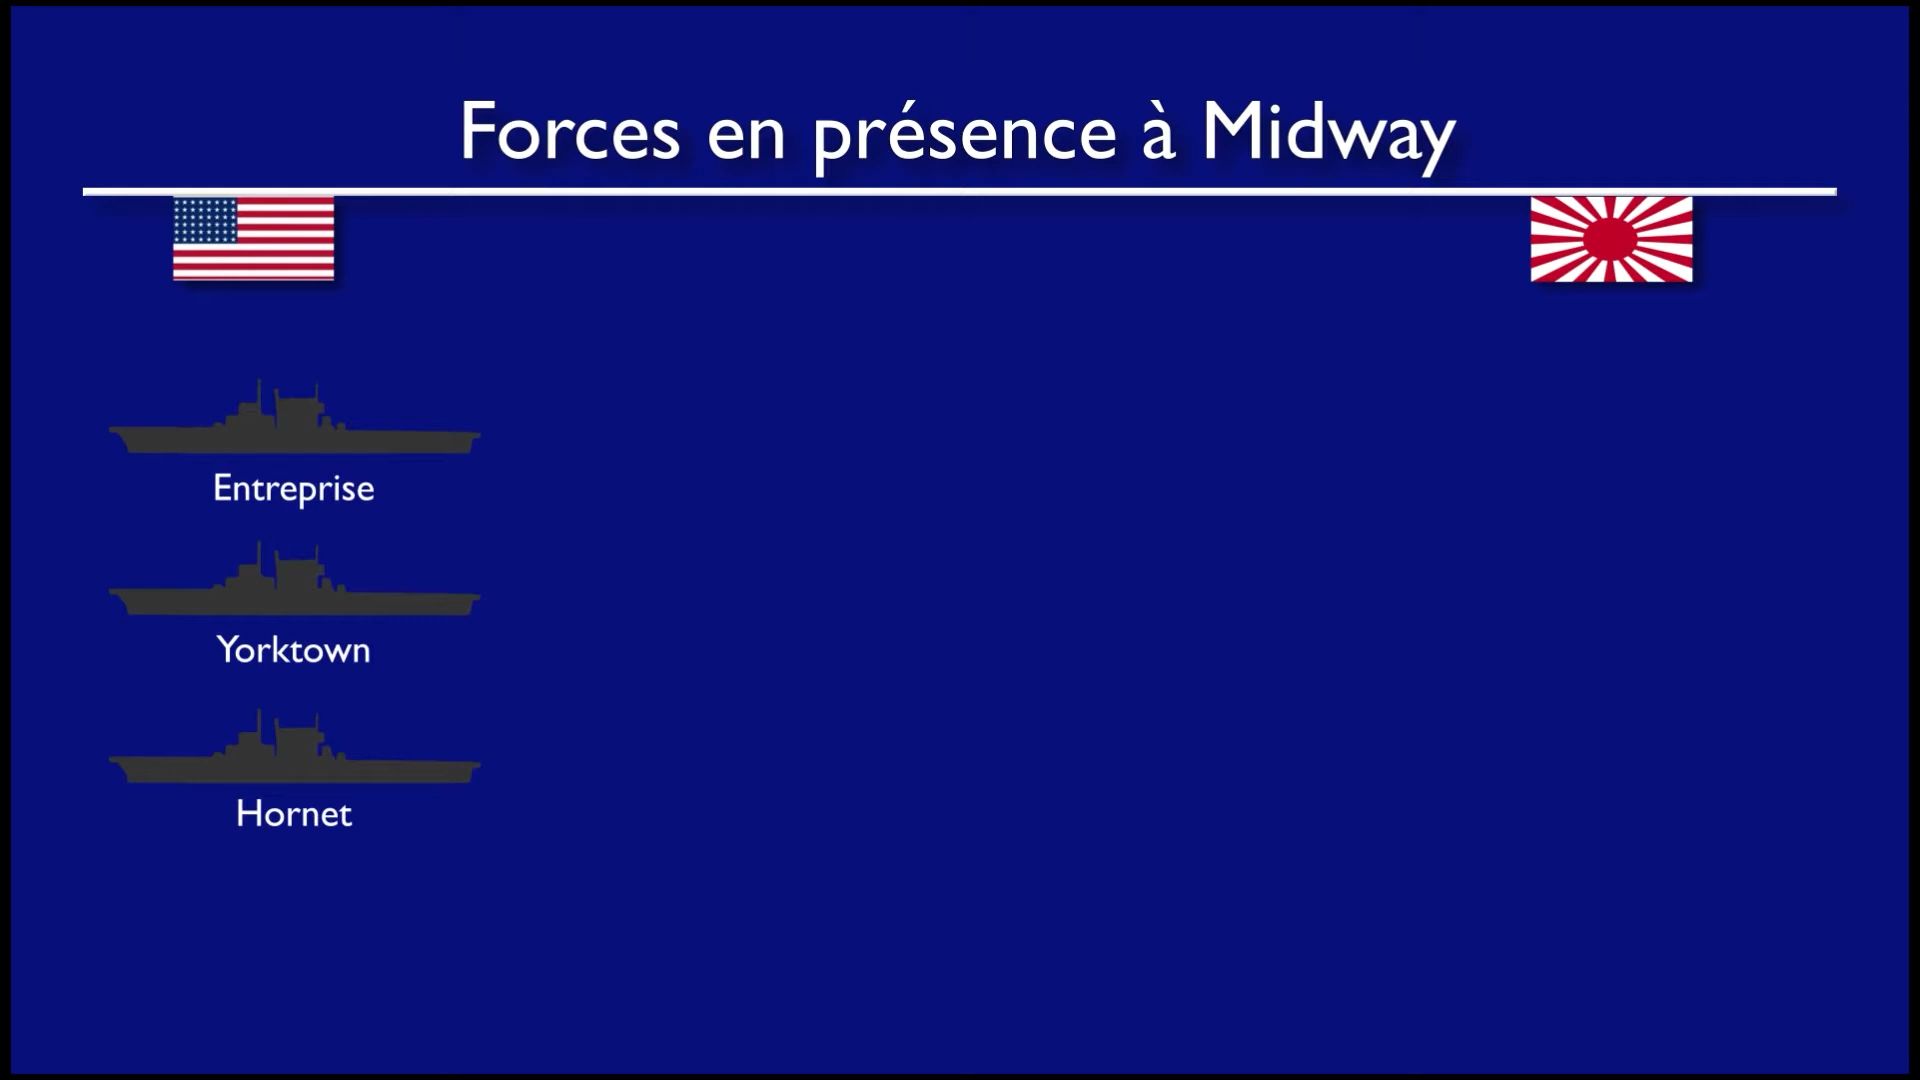 Forces en présence à Midway
Entreprise
Yorktown
Hornet